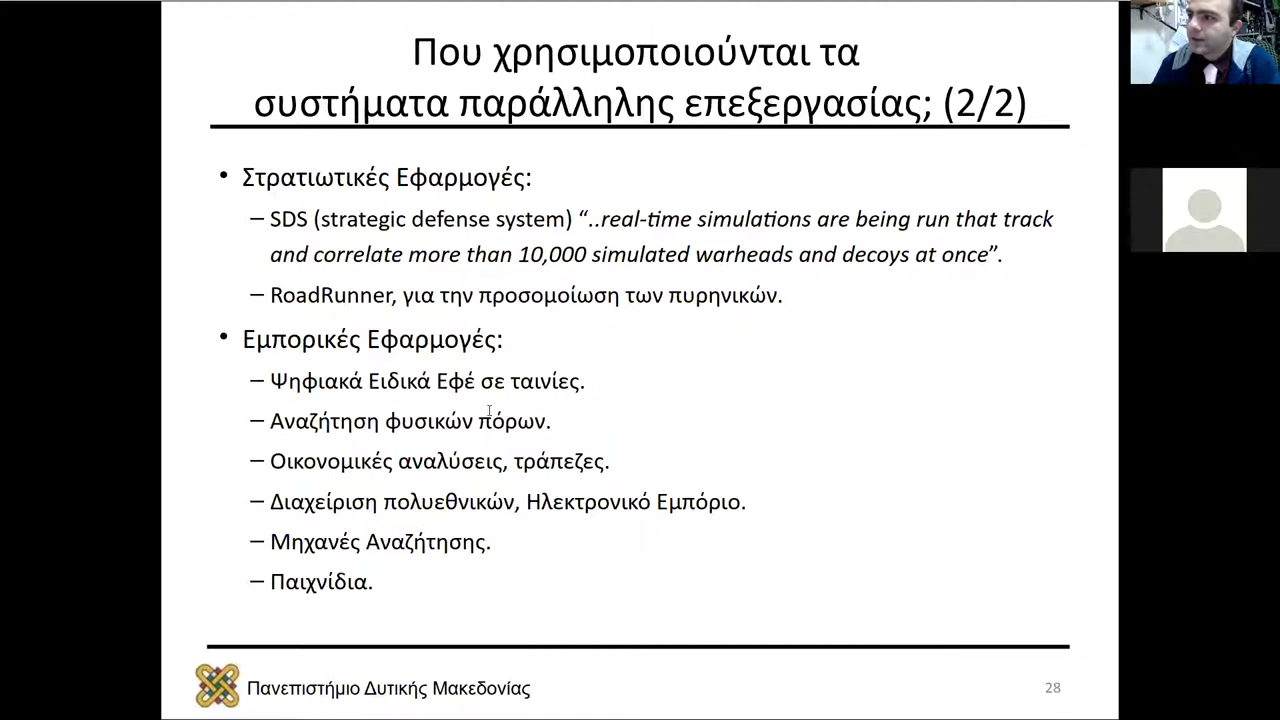 Που χρησιμοποιούνται τα
συστήματα παράλληλης επεξεργασίας; (2/2)
• Στρατιωτικές Εφαρμογές:
– SDS (strategic defense system) “..real-time simulations are being run that track
and correlate more than 10,000 simulated warheads and decoys at once”.
– RoadRunner, για την προσομοίωση των πυρηνικών.
• Εμπορικές Εφαρμογές:
– Ψηφιακά Ειδικά Εφέ σε ταινίες.
– Αναζήτηση φυσικών πόρων.
– Οικονομικές αναλύσεις, τράπεζες.
– Διαχείριση πολυεθνικών, Ηλεκτρονικό Εμπόριο.
– Μηχανές Αναζήτησης.
– Παιχνίδια.
Πανεπιστήμιο Δυτικής Μακεδονίας
28